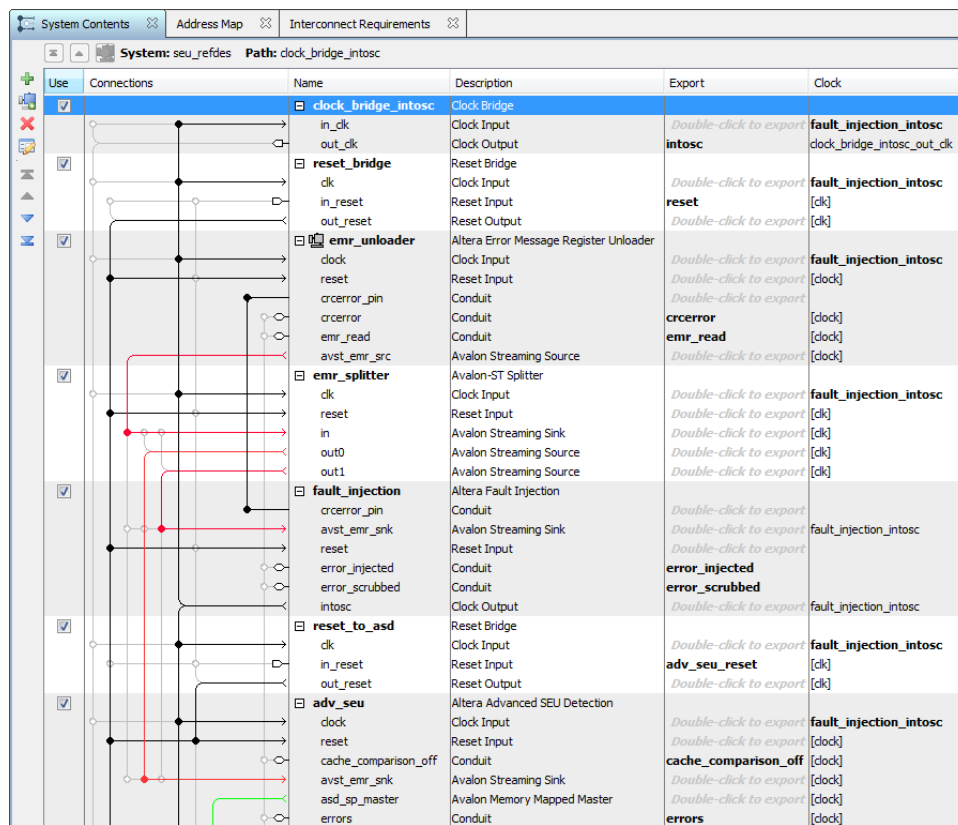 System Contents Address Map Interconnect Requirements
System: seu_refdes Path: clock_bridge_intosc
Use Connections Name Description Export Clock
clock_bridge_intosc Clock Bridge
in_clk Clock Input Double-click to export fault_injection_intosc
out_clk Clock Output intosc clock_bridge_intosc_out_clk
reset_bridge Reset Bridge
clk Clock Input Double-click to export fault_injection_intosc
in_reset Reset Input reset [clk]
out_reset Reset Output Double-click to export [clk]
emr_unloader Altera Error Message Register Unloader
clock Clock Input Double-click to export fault_injection_intosc
reset Reset Input Double-click to export [clock]
crcerror_pin Conduit Double-click to export
crcerror Conduit crcerror [clock]
emr_read Conduit emr_read [clock]
avst_emr_src Avalon Streaming Source Double-click to export [clock]
emr_splitter Avalon-ST Splitter
clk Clock Input Double-click to export fault_injection_intosc
reset Reset Input Double-click to export [clk]
in Avalon Streaming Sink Double-click to export [clk]
out0 Avalon Streaming Source Double-click to export [clk]
out1 Avalon Streaming Source Double-click to export [clk]
fault_injection Altera Fault Injection
crcerror_pin Conduit Double-click to export
avst_emr_snk Avalon Streaming Sink Double-click to export fault_injection_intosc
reset Reset Input Double-click to export
error_injected Conduit error_injected
error_scrubbed Conduit error_scrubbed
intosc Clock Output Double-click to export fault_injection_intosc
reset_to_asd Reset Bridge
clk Clock Input Double-click to export fault_injection_intosc
in_reset Reset Input adv_seu_reset [clk]
out_reset Reset Output Double-click to export [clk]
adv_seu Altera Advanced SEU Detection
clock Clock Input Double-click to export fault_injection_intosc
reset Reset Input Double-click to export [clock]
cache_comparison_off Conduit cache_comparison_off [clock]
avst_emr_snk Avalon Streaming Sink Double-click to export [clock]
asd_sp_master Avalon Memory Mapped Master Double-click to export [clock]
errors Conduit errors [clock]